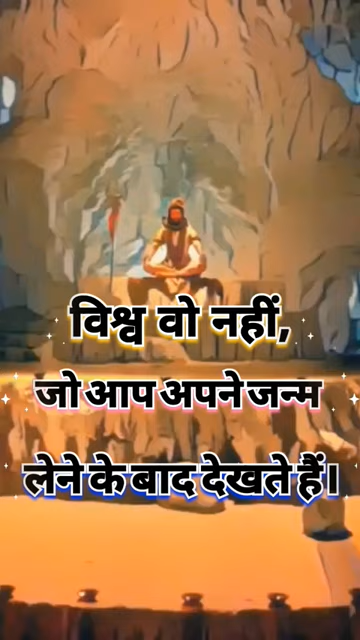 विश्व वो नहीं,
जो आप अपने जन्म
लेने के बाद देखते हैं।